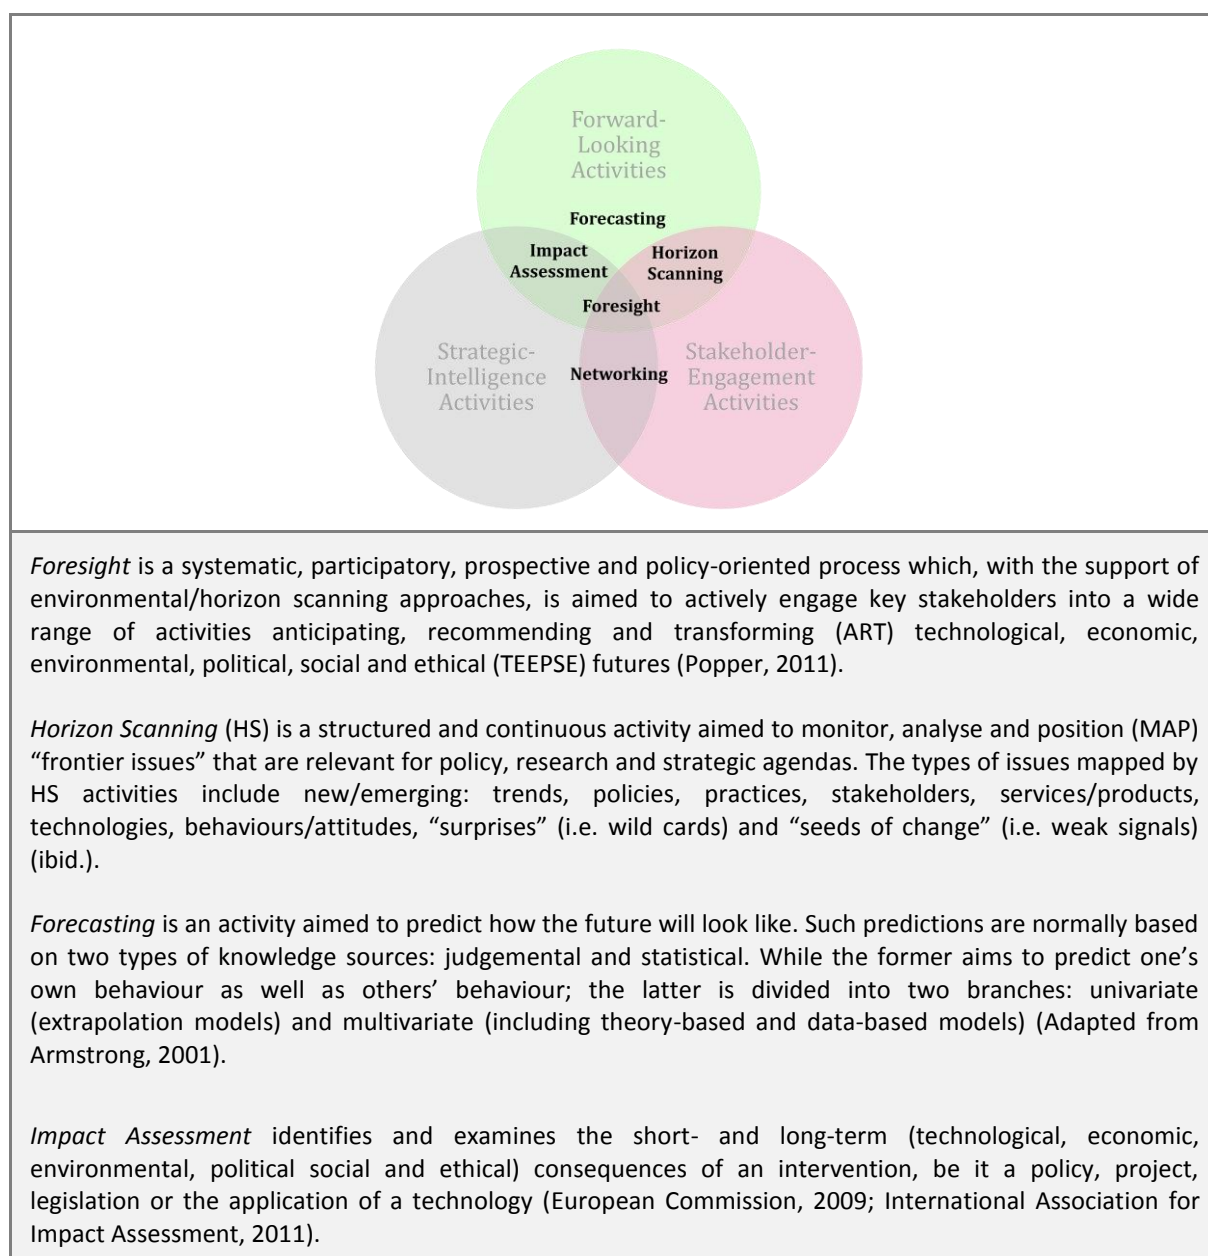 Forward-
Looking
Activities
Forecasting
Impact
Assessment
Horizon
Scanning
Foresight
Strategic-
Intelligence
Activities
Networking
Stakeholder-
Engagement
Activities
Foresight is a systematic, participatory, prospective and policy-oriented process which, with the support of
environmental/horizon scanning approaches, is aimed to actively engage key stakeholders into a wide
range of activities anticipating, recommending and transforming (ART) technological, economic,
environmental, political, social and ethical (TEEPSE) futures (Popper, 2011).
Horizon Scanning (HS) is a structured and continuous activity aimed to monitor, analyse and position (MAP)
“frontier issues” that are relevant for policy, research and strategic agendas. The types of issues mapped by
HS activities include new/emerging: trends, policies, practices, stakeholders, services/products,
technologies, behaviours/attitudes, “surprises” (i.e. wild cards) and “seeds of change” (i.e. weak signals)
(ibid.).
Forecasting is an activity aimed to predict how the future will look like. Such predictions are normally based
on two types of knowledge sources: judgemental and statistical. While the former aims to predict one’s
own behaviour as well as others’ behaviour; the latter is divided into two branches: univariate
(extrapolation models) and multivariate (including theory-based and data-based models) (Adapted from
Armstrong, 2001).
Impact Assessment identifies and examines the short- and long-term (technological, economic,
environmental, political social and ethical) consequences of an intervention, be it a policy, project,
legislation or the application of a technology (European Commission, 2009; International Association for
Impact Assessment, 2011).